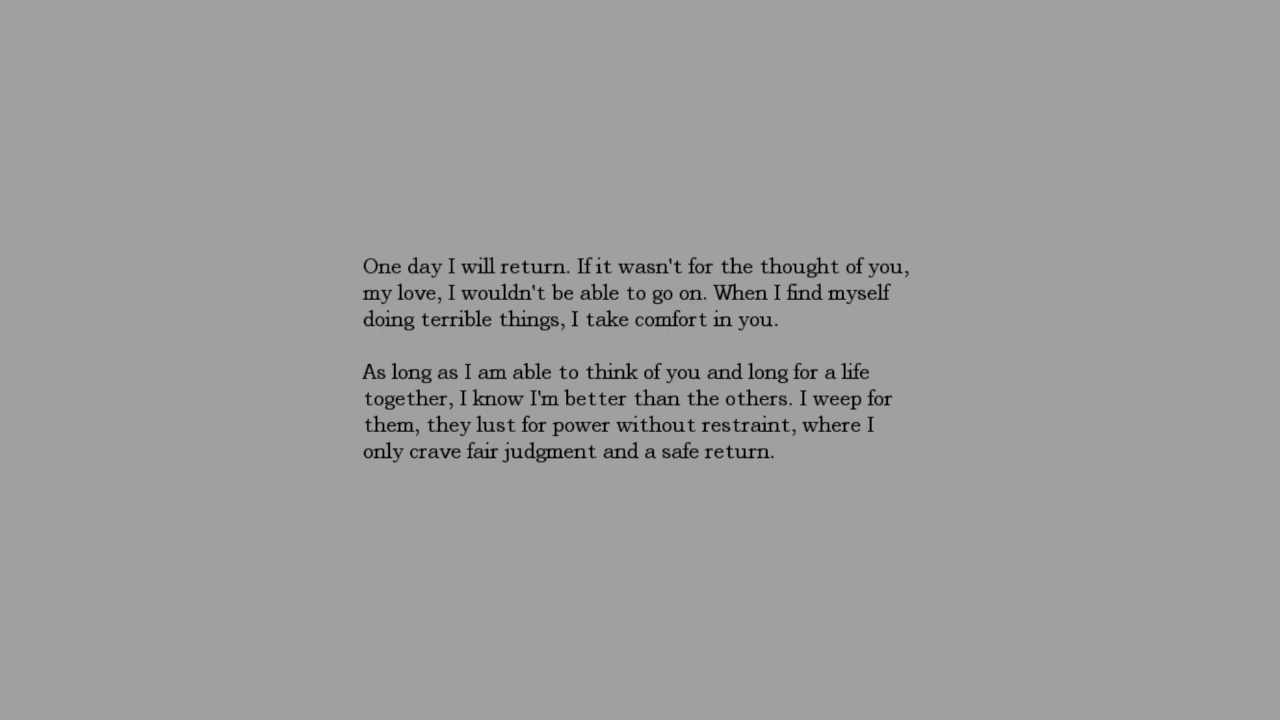 One day I will return. If it wasn't for the thought of you,
my love, I wouldn't be able to go on. When I find myself
doing terrible things, I take comfort in you.

As long as I am able to think of you and long for a life
together, I know I'm better than the others. I weep for
them, they lust for power without restraint, where I
only crave fair judgment and a safe return.